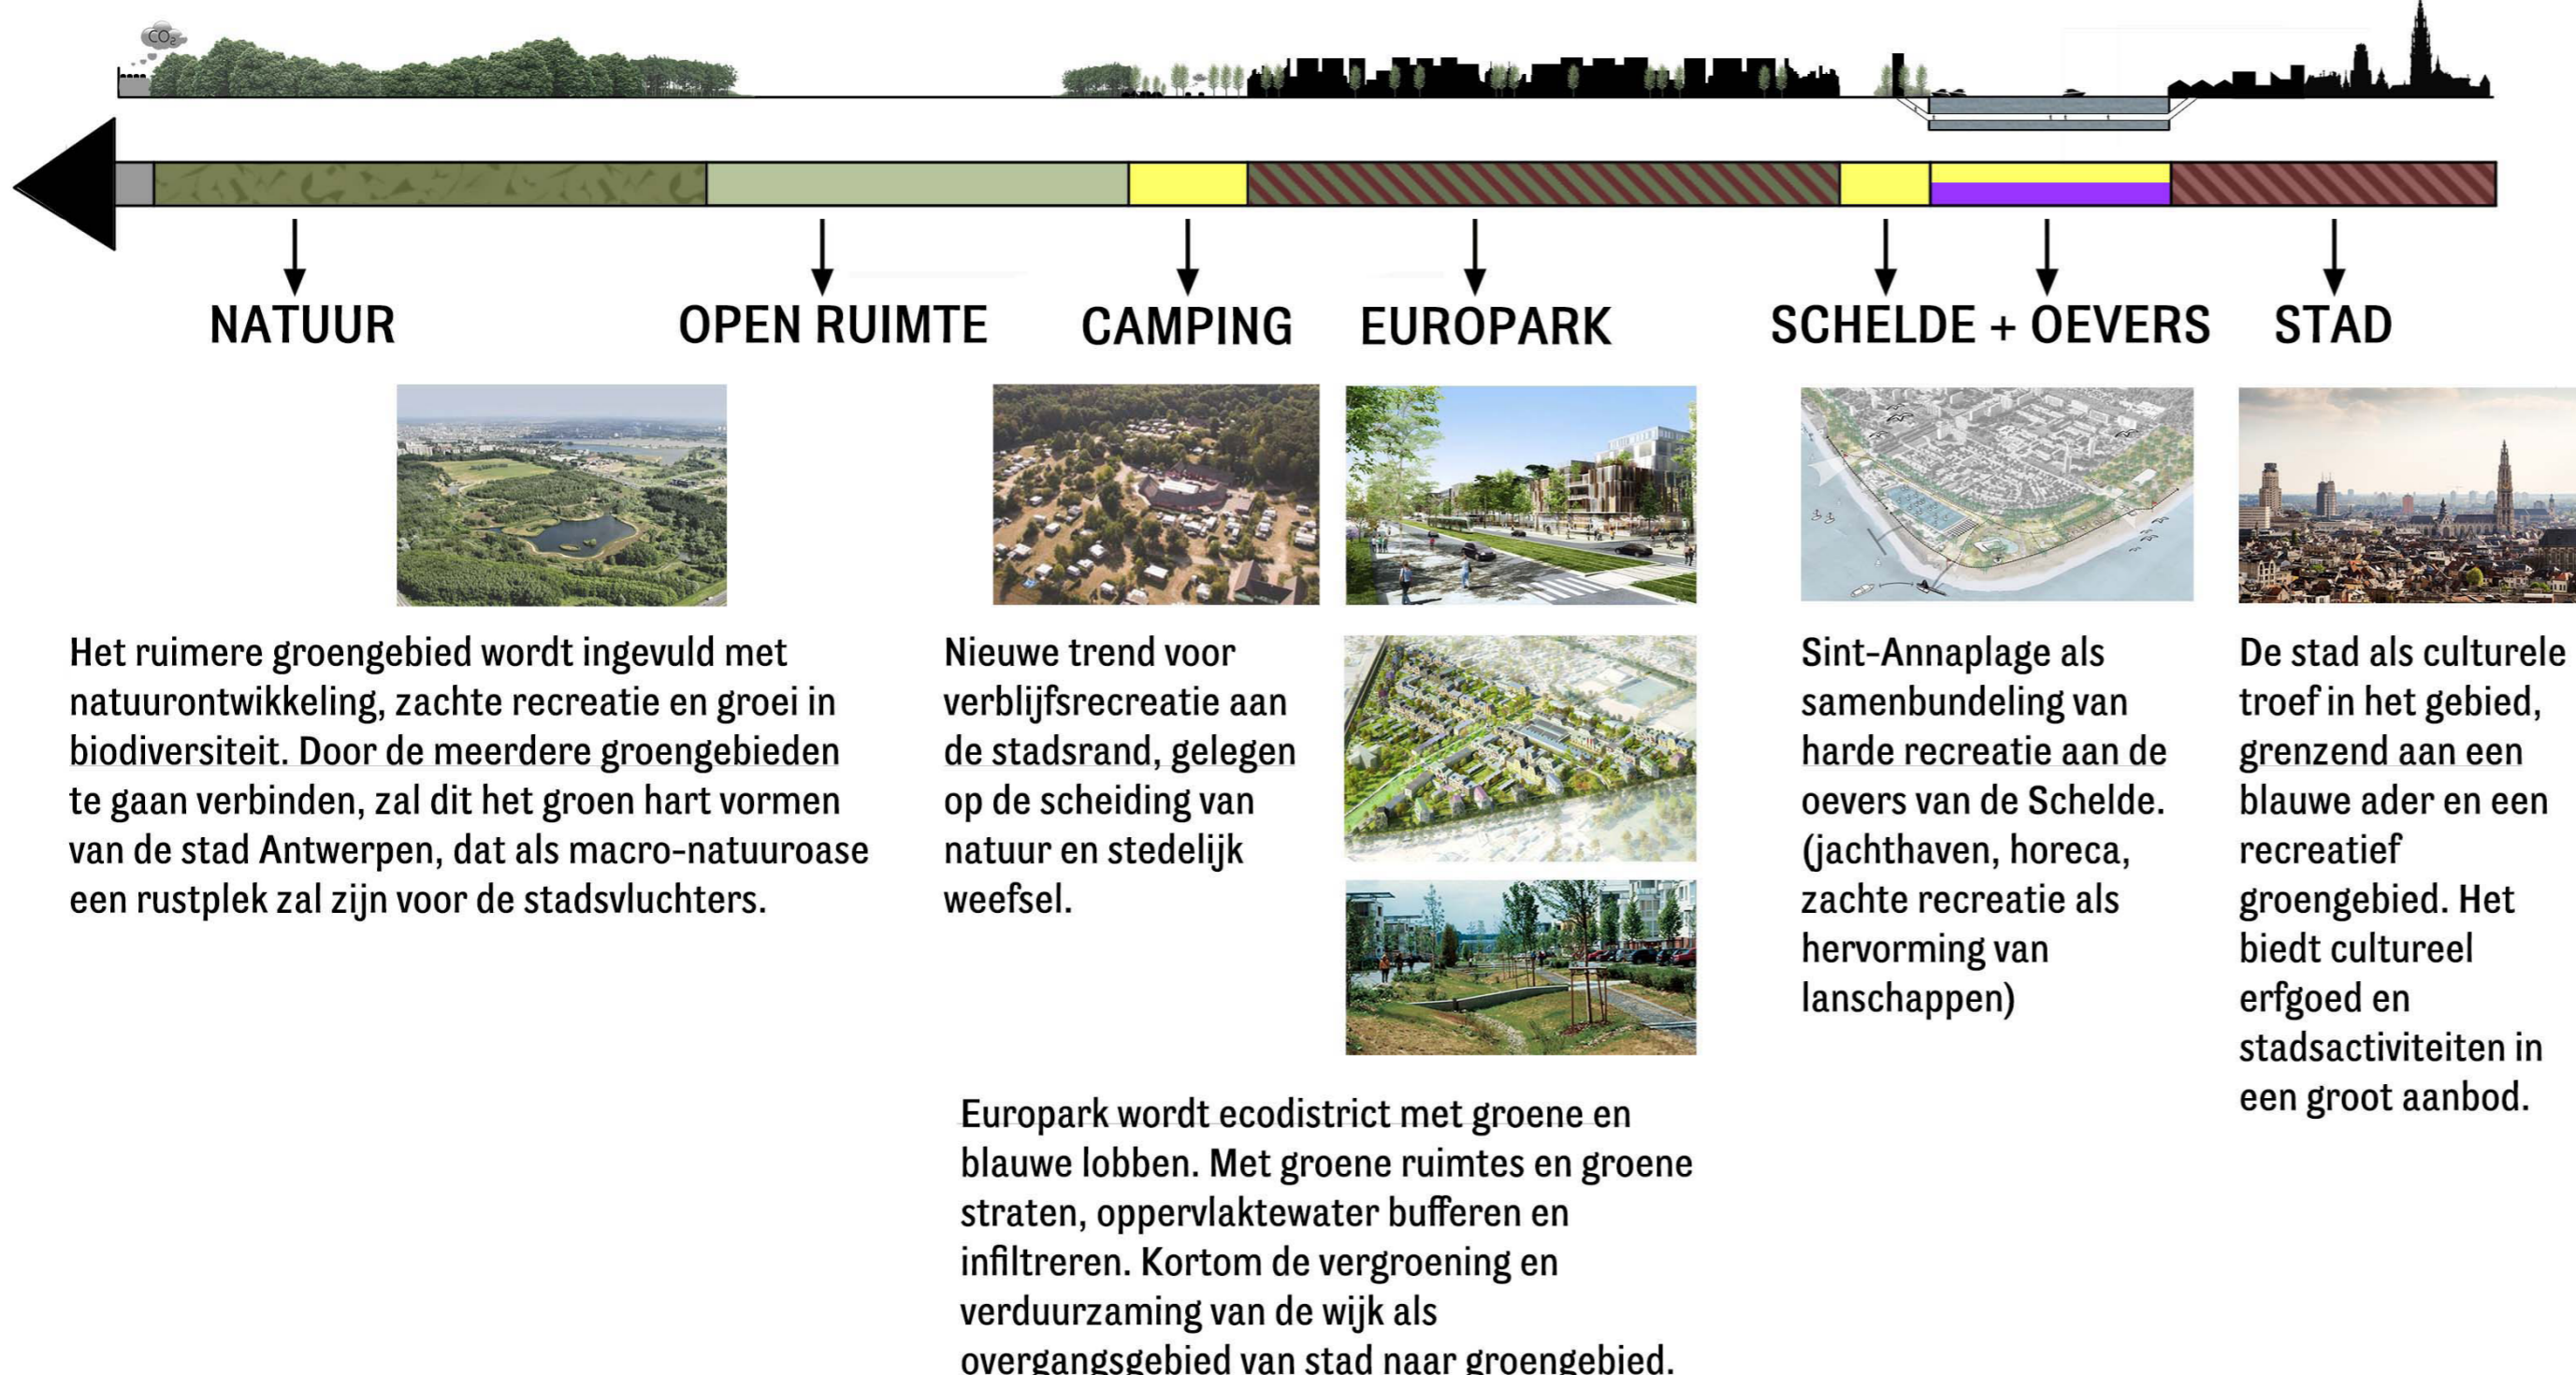 CO₂
NATUUR
OPEN RUIMTE
CAMPING
EUROPARK
SCHELDE + OEVERS
STAD
Het ruimere groengebied wordt ingevuld met
natuurontwikkeling, zachte recreatie en groei in
biodiversiteit. Door de meerdere groengebieden
te gaan verbinden, zal dit het groen hart vormen
van de stad Antwerpen, dat als macro-natuuroase
een rustplek zal zijn voor de stadsvluchters.
Nieuwe trend voor
verblijfsrecreatie aan
de stadsrand, gelegen
op de scheiding van
natuur en stedelijk
weefsel.
Europark wordt ecodistrict met groene en
blauwe lobben. Met groene ruimtes en groene
straten, oppervlaktewater bufferen en
infiltreren. Kortom de vergroening en
verduurzaming van de wijk als
overgangsgebied van stad naar groengebied.
Sint-Annaplage als
samenbundeling van
harde recreatie aan de
oevers van de Schelde.
(jachthaven, horeca,
zachte recreatie als
hervorming van
lanschappen)
De stad als culturele
troef in het gebied,
grenzend aan een
blauwe ader en een
recreatief
groengebied. Het
biedt cultureel
erfgoed en
stadsactiviteiten in
een groot aanbod.